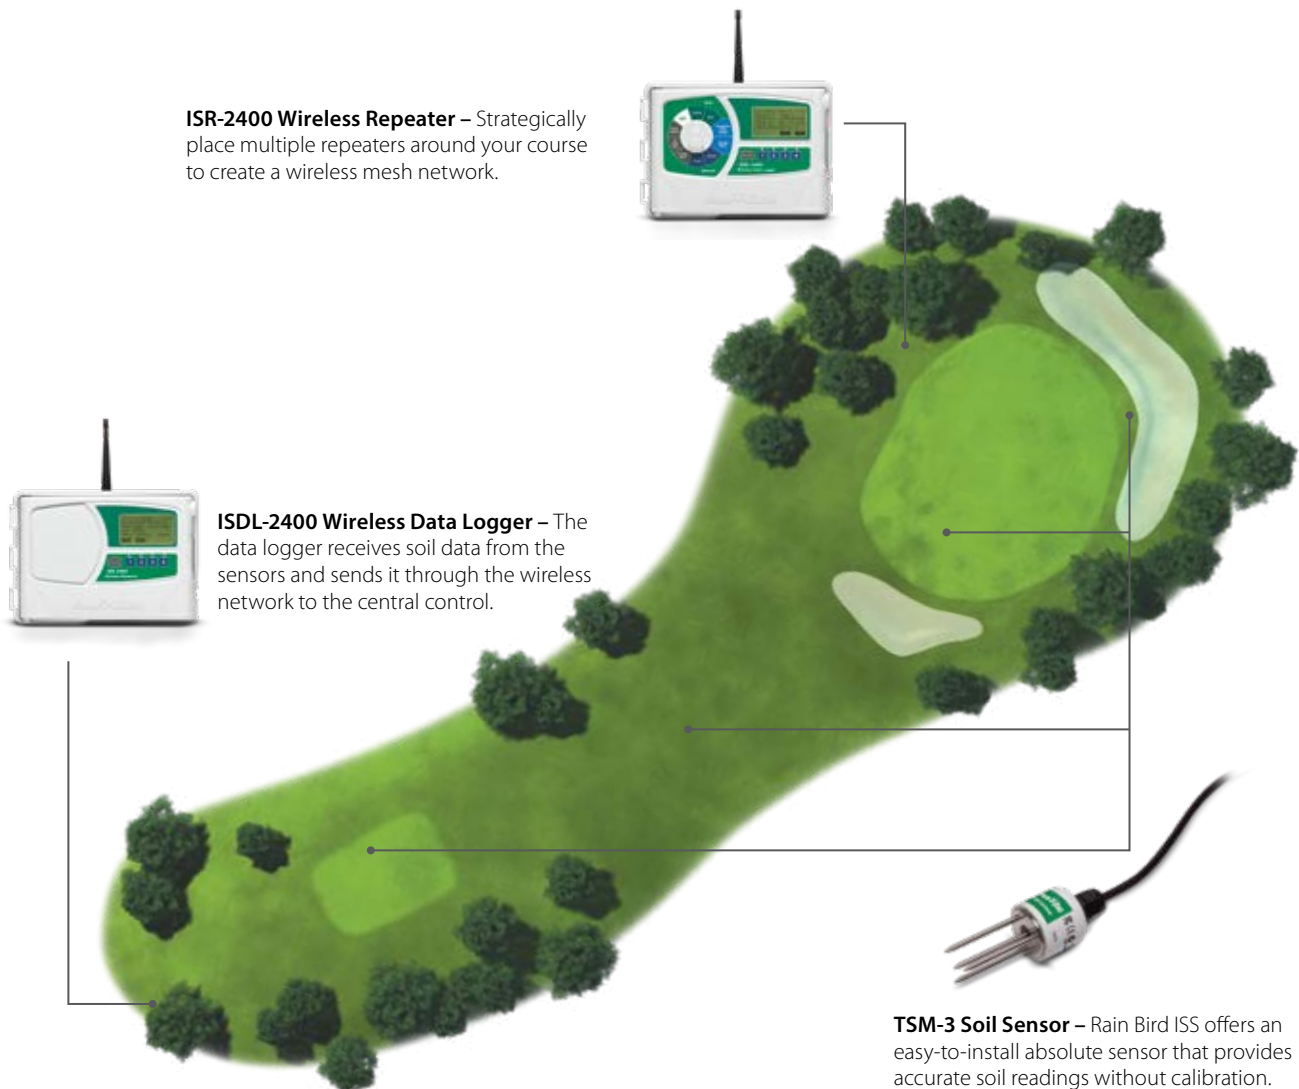 ISR-2400 Wireless Repeater – Strategically
place multiple repeaters around your course
to create a wireless mesh network.
ISDL-2400 Wireless Data Logger – The
data logger receives soil data from the
sensors and sends it through the wireless
network to the central control.
TSM-3 Soil Sensor – Rain Bird ISS offers an
easy-to-install absolute sensor that provides
accurate soil readings without calibration.